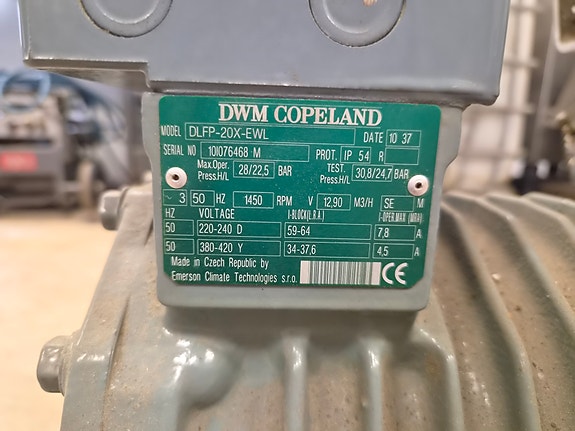 DWM COPELAND
MODEL DLFP-20X-EWL DATE 10 37
SERIAL NO 10I076468 M PROT. IP 54 R
Max.Oper. Press.H/L 28/22,5 BAR TEST. Press.H/L 30,8/24,7 BAR
~ 3 50 HZ 1450 RPM V 12,90 M3/H SE M
HZ VOLTAGE I-BLOCK(L.R.A.) I-OPER.MAX (MRA)
50 220-240 D 59-64 7,8 A
50 380-420 Y 34-37,6 4,5 A
Made in Czech Republic by
Emerson Climate Technologies s.r.o. CE